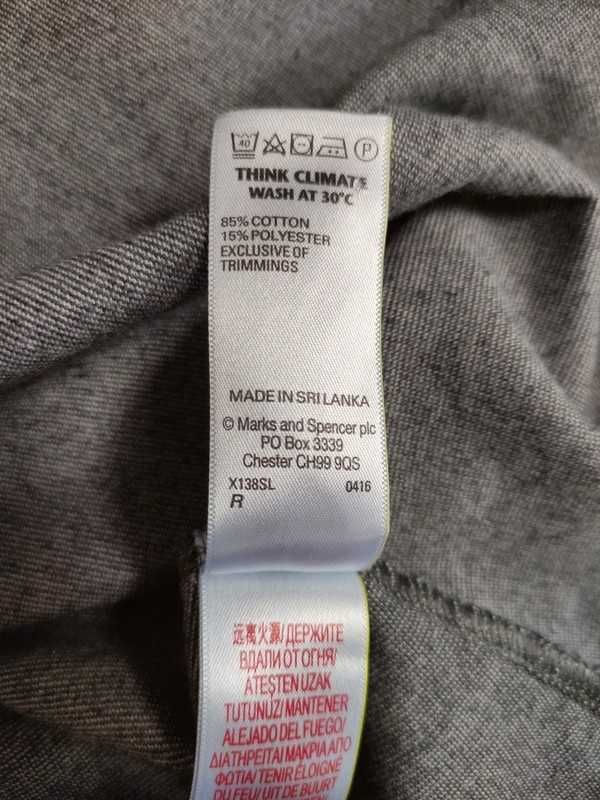 40 P
THINK CLIMATE
WASH AT 30°C
85% COTTON
15% POLYESTER
EXCLUSIVE OF
TRIMMINGS
MADE IN SRI LANKA
© Marks and Spencer plc
PO Box 3339
Chester CH99 9QS
X138SL 0416
R
远离火源/ДЕРЖИТЕ
ВДАЛИ ОТ ОГНЯ/
ATEŞTEN UZAK
TUTUNUZ/MANTENER
ALEJADO DEL FUEGO/
ΔΙΑΤΗΡΕΙΤΑΙ ΜΑΚΡΙΑ ΑΠΟ
ΦΩΤΙΑ/TENIR ÉLOIGNÉ
DU FEU/UIT DE BUURT